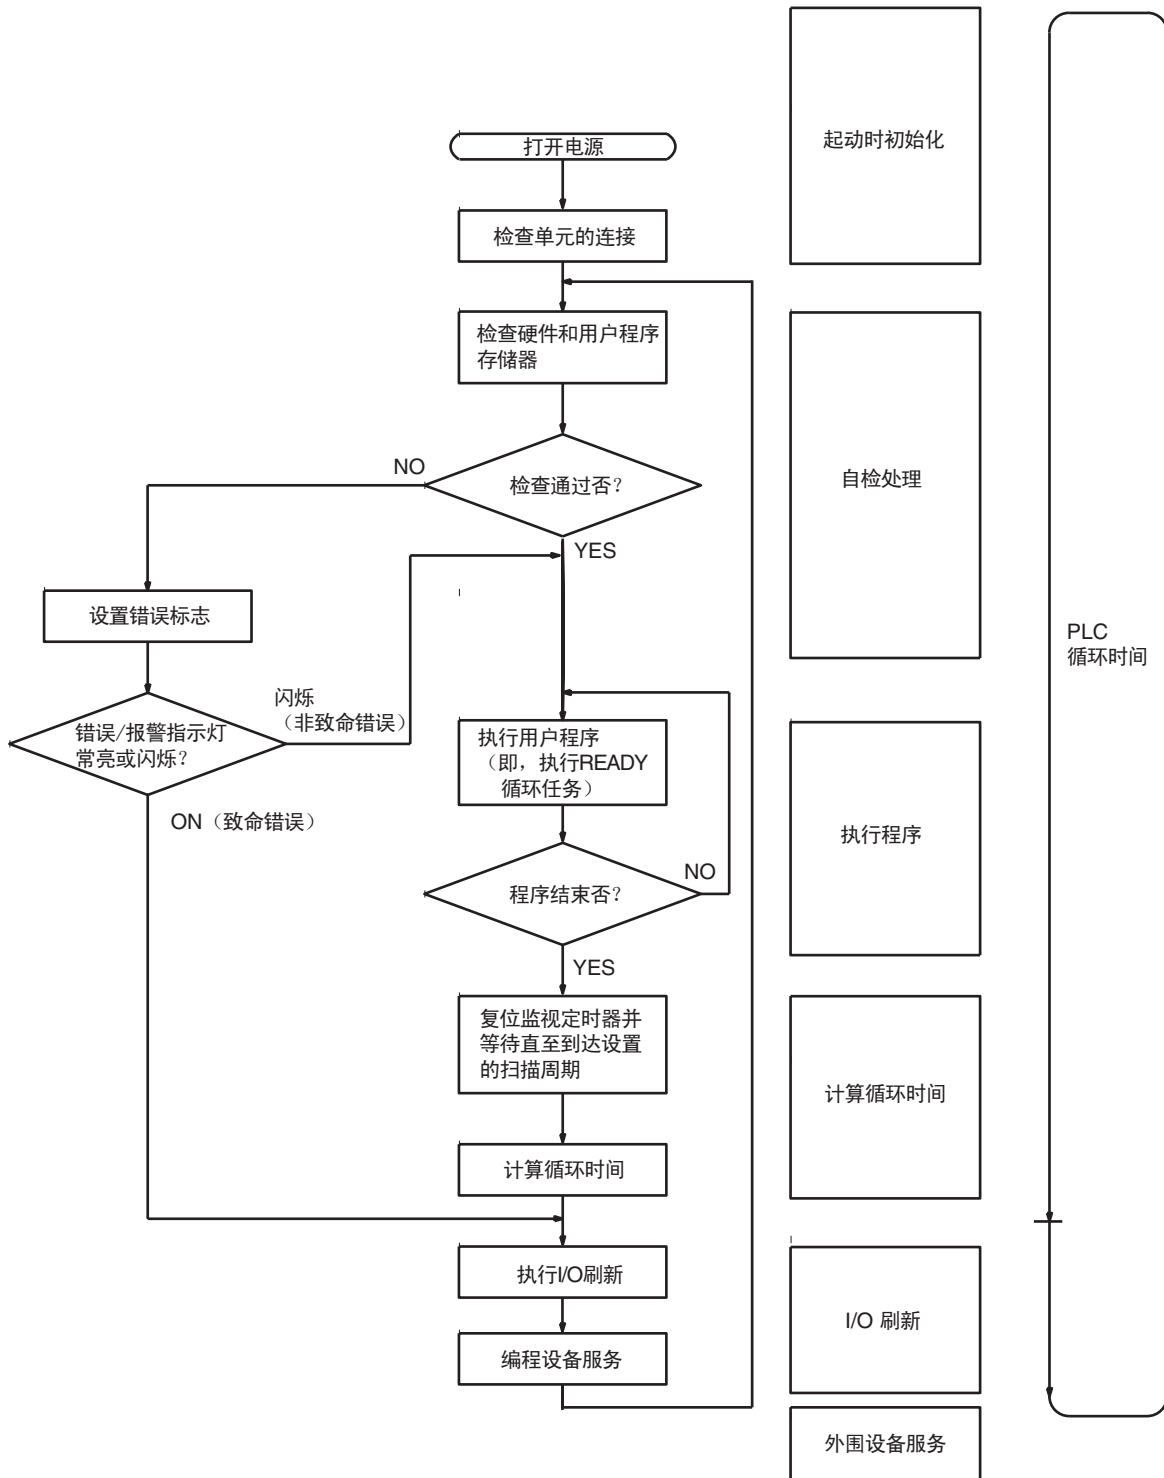 起动时初始化
打开电源
检查单元的连接
检查硬件和用户程序
存储器
NO
检查通过否？
自检处理
YES
设置错误标志
PLC
循环时间
闪烁
（非致命错误）
错误/报警指示灯
常亮或闪烁？
执行用户程序
（即，执行READY
循环任务）
ON（致命错误）
执行程序
NO
程序结束否？
YES
复位监视定时器并
等待直至到达设置
的扫描周期
计算循环时间
计算循环时间
执行I/O刷新
I/O 刷新
编程设备服务
外围设备服务